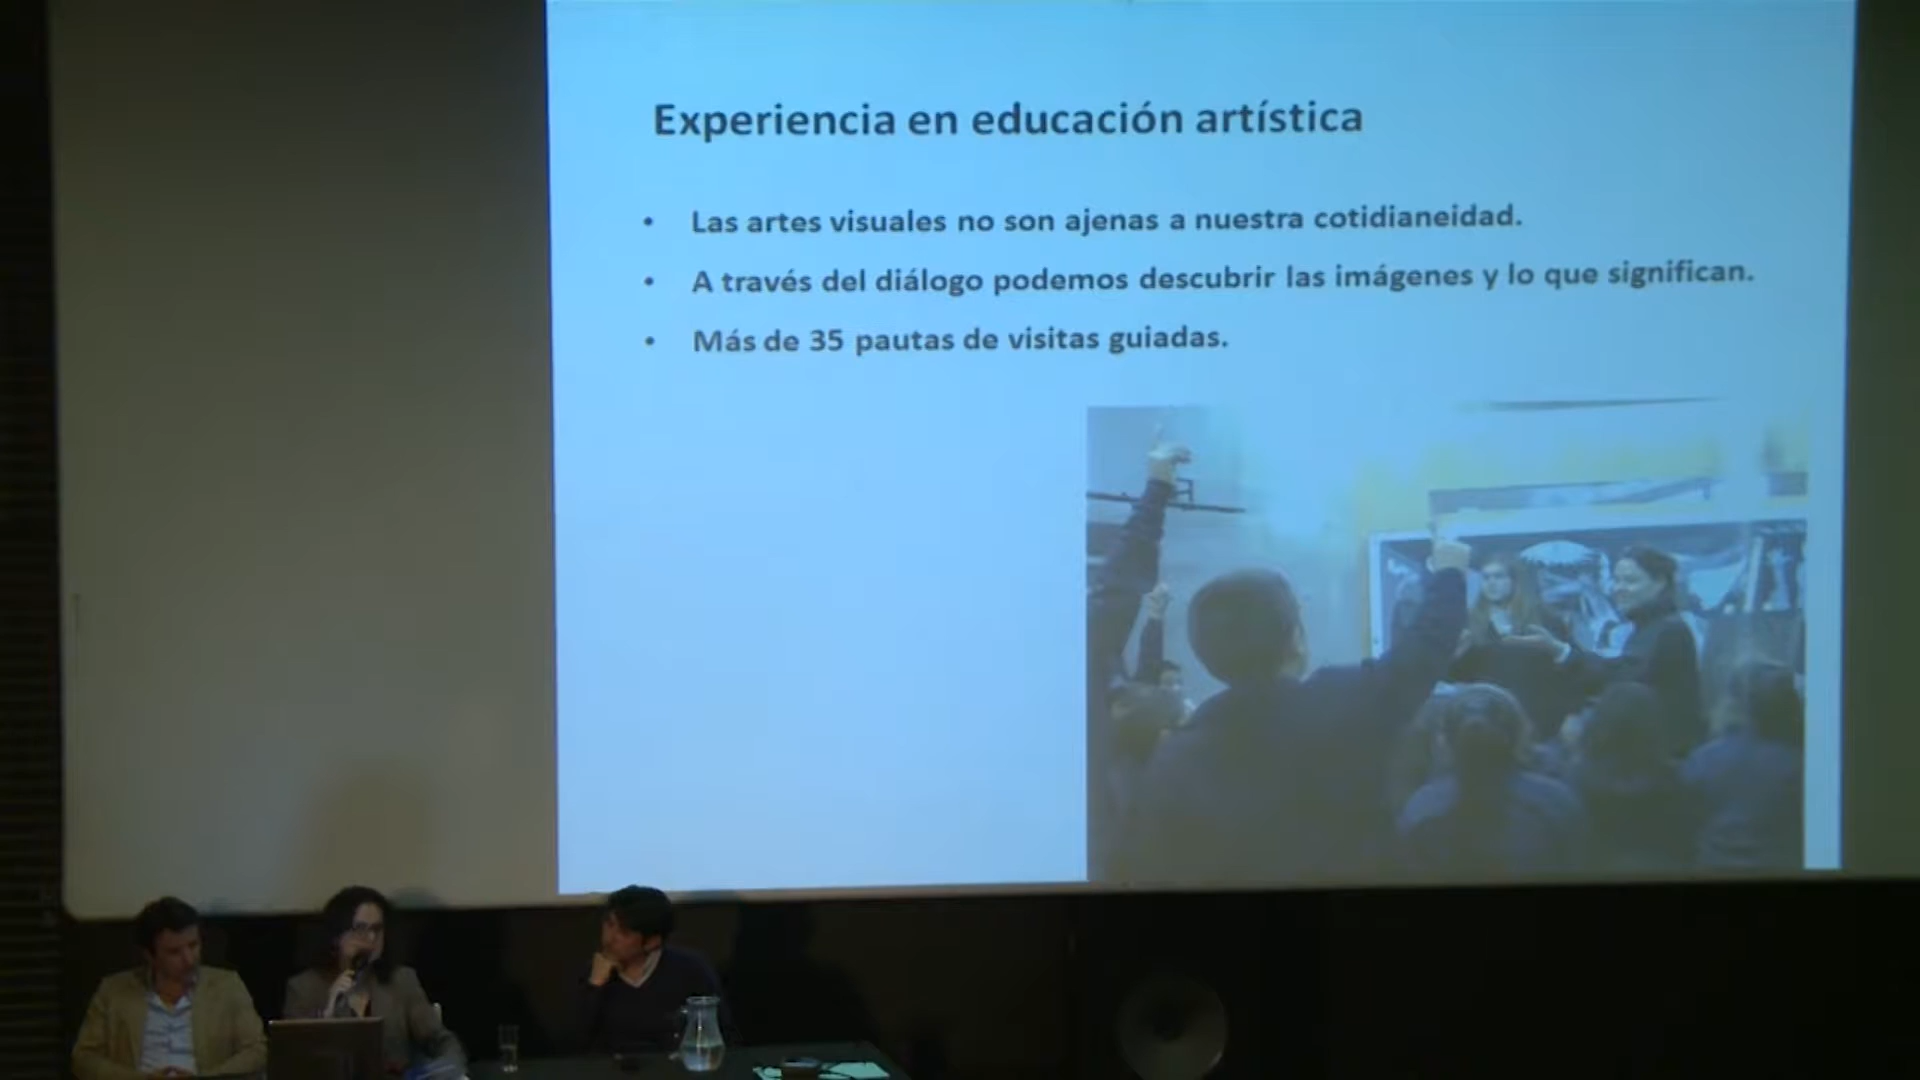 Experiencia en educación artística
• Las artes visuales no son ajenas a nuestra cotidianeidad.
• A través del diálogo podemos descubrir las imágenes y lo que significan.
• Más de 35 pautas de visitas guiadas.